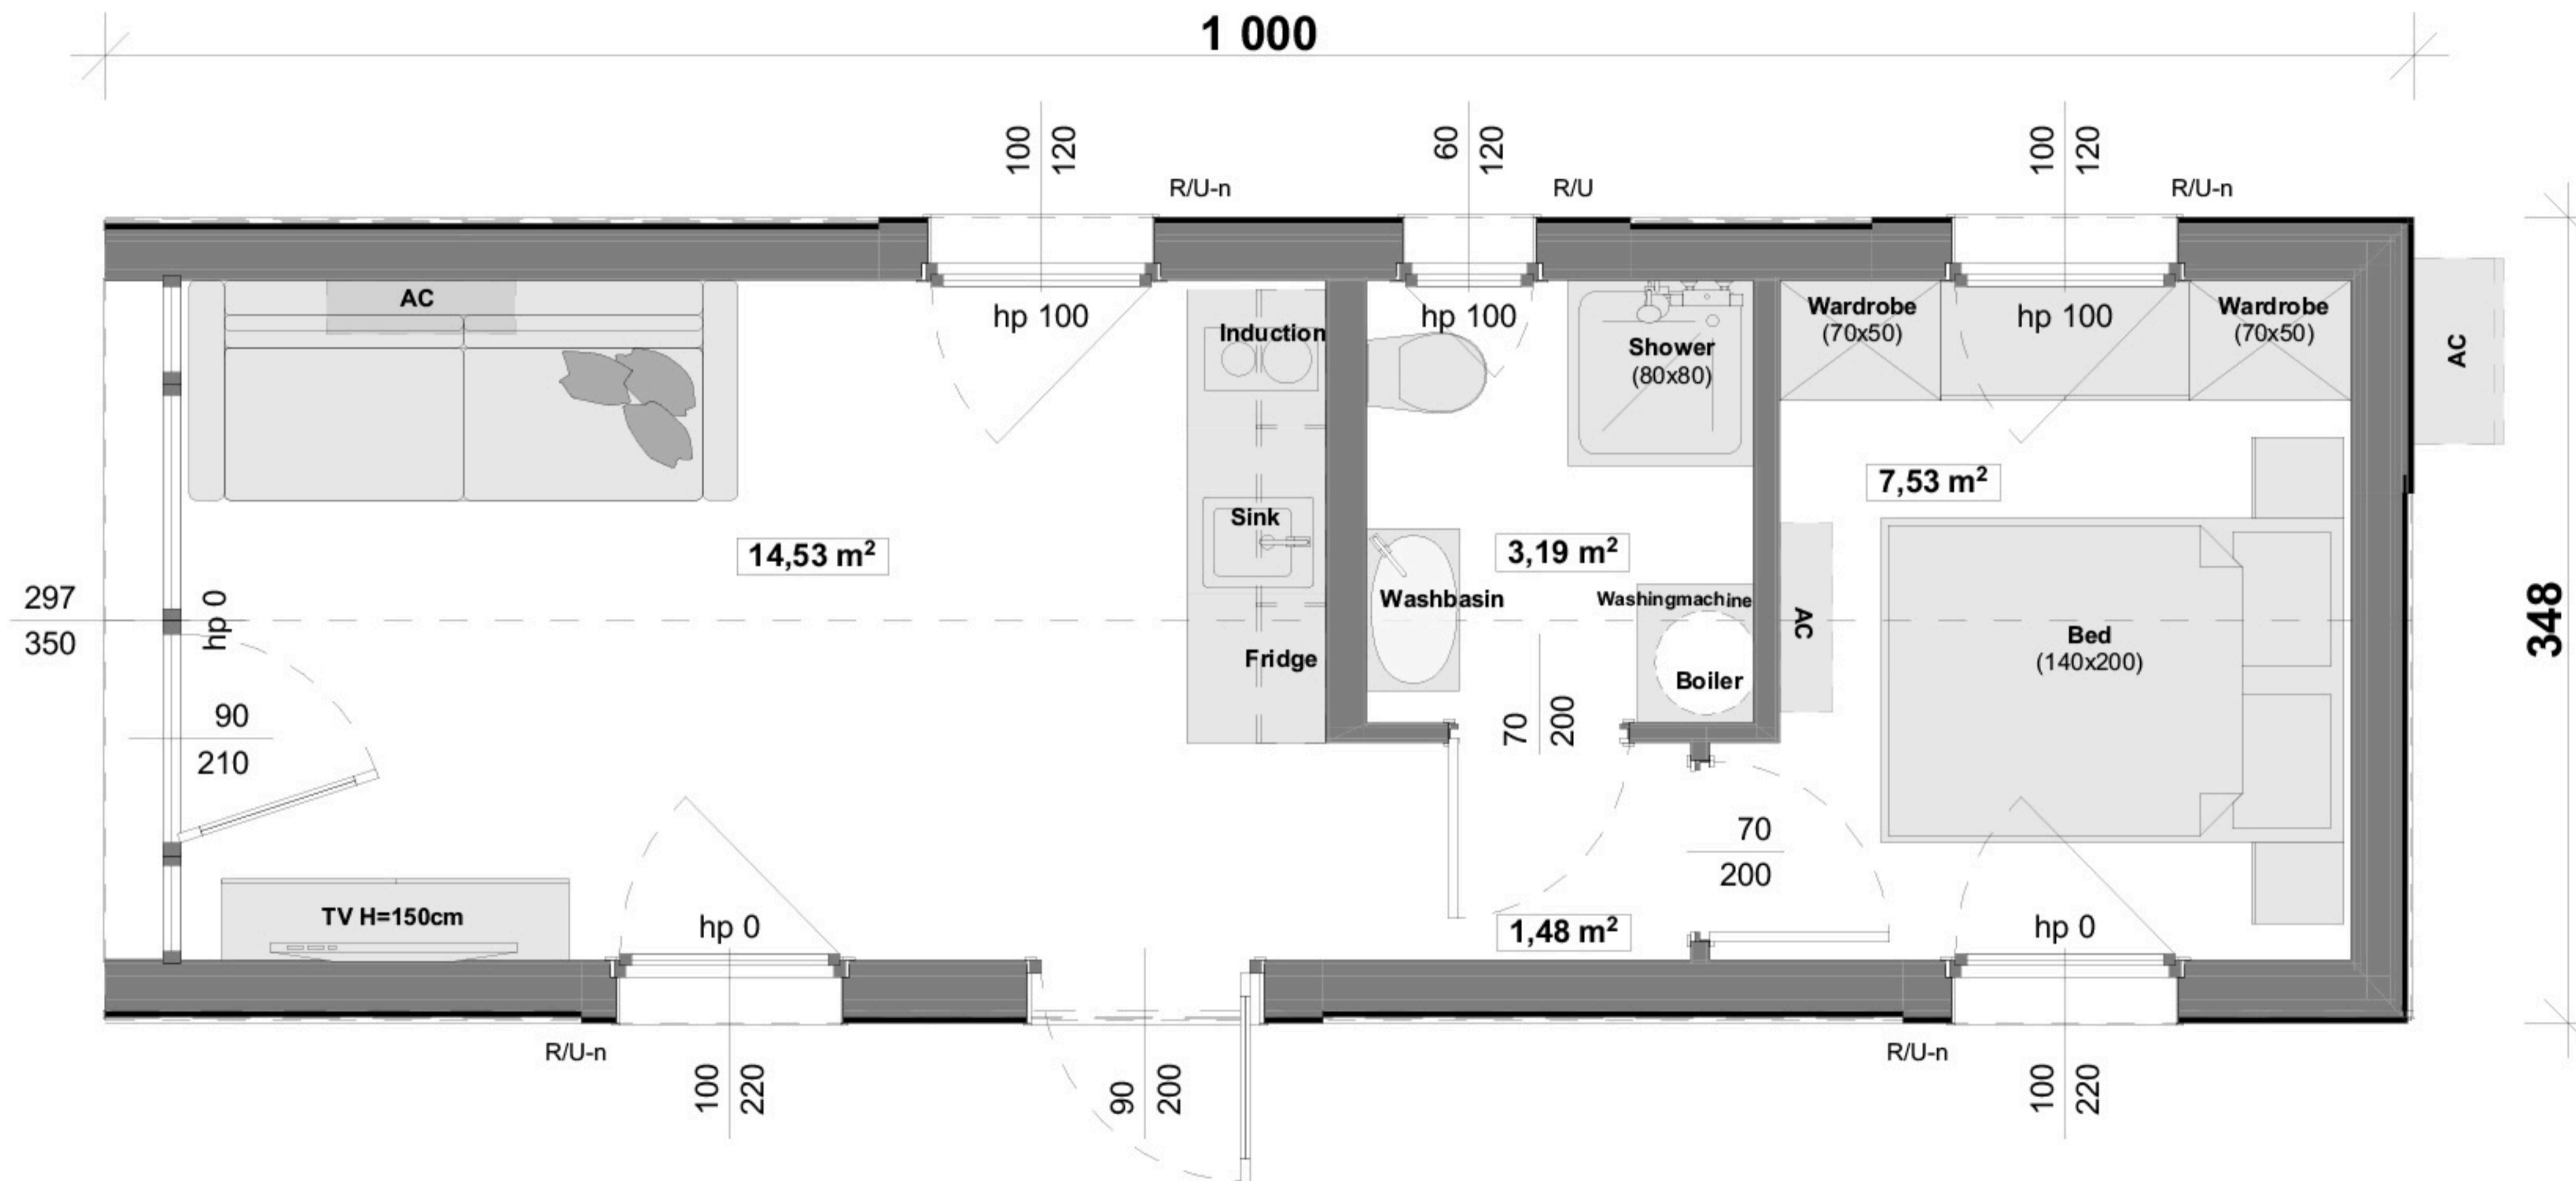 1 000
100
120
60
120
100
120
R/U-n
R/U
R/U-n
AC
hp 100
Induction
hp 100
Shower
(80x80)
Wardrobe
(70x50)
hp 100
Wardrobe
(70x50)
AC
7,53 m²
Sink
14,53 m²
3,19 m²
297
350
hp 0
Washbasin
Washingmachine
AC
Bed
(140x200)
348
Fridge
Boiler
90
210
70
200
70
200
TV H=150cm
hp 0
1,48 m²
hp 0
R/U-n
R/U-n
100
220
90
200
100
220